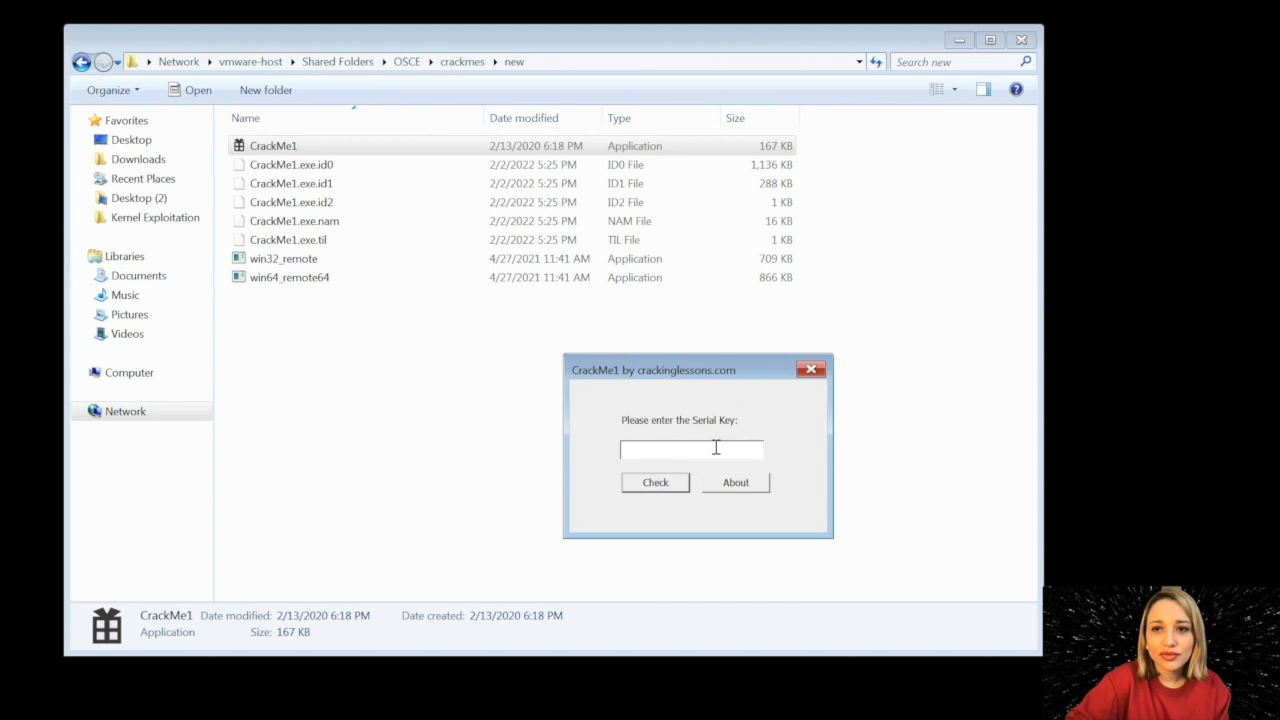 Network vmware-host Shared Folders OSCE crackmes new
Search new
Organize Open New folder
Name Date modified Type Size
Favorites
Desktop
Downloads
Recent Places
Desktop (2)
Kernel Exploitation
Libraries
Documents
Music
Pictures
Videos
Computer
Network
CrackMe1 2/13/2020 6:18 PM Application 167 KB
CrackMe1.exe.id0 2/2/2022 5:25 PM ID0 File 1,136 KB
CrackMe1.exe.id1 2/2/2022 5:25 PM ID1 File 288 KB
CrackMe1.exe.id2 2/2/2022 5:25 PM ID2 File 1 KB
CrackMe1.exe.nam 2/2/2022 5:25 PM NAM File 16 KB
CrackMe1.exe.til 2/2/2022 5:25 PM TIL File 1 KB
win32_remote 4/27/2021 11:41 AM Application 709 KB
win64_remote64 4/27/2021 11:41 AM Application 866 KB
CrackMe1 by crackinglessons.com
Please enter the Serial Key:
Check About
CrackMe1 Date modified: 2/13/2020 6:18 PM Date created: 2/13/2020 6:18 PM
Application Size: 167 KB